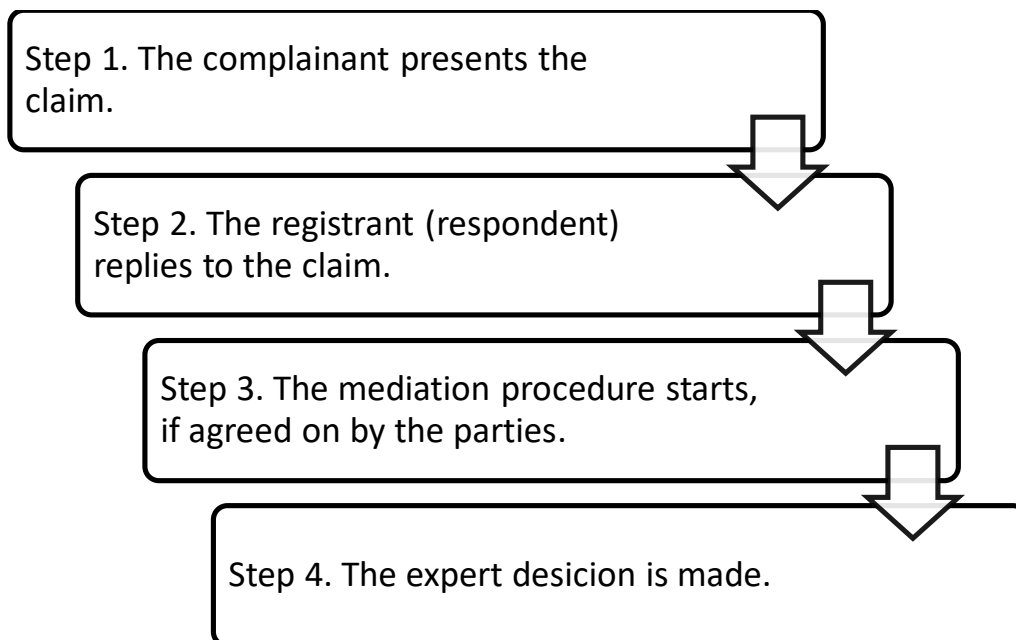 Step 1. The complainant presents the
claim.
Step 2. The registrant (respondent)
replies to the claim.
Step 3. The mediation procedure starts,
if agreed on by the parties.
Step 4. The expert desicion is made.